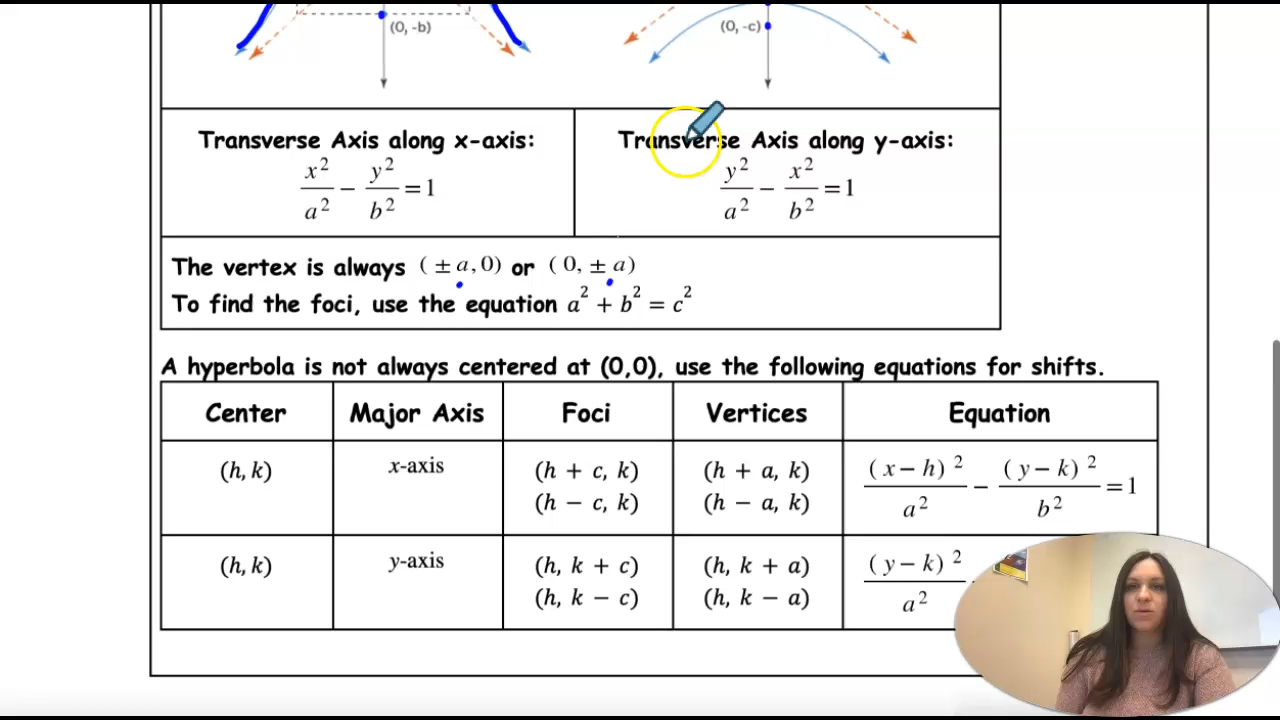 (0, -b)
(0, -c)
Transverse Axis along x-axis:
x²/a² − y²/b² = 1
Transverse Axis along y-axis:
y²/a² − x²/b² = 1
The vertex is always (± a, 0) or (0, ± a)
To find the foci, use the equation a² + b² = c²
A hyperbola is not always centered at (0,0), use the following equations for shifts.
Center Major Axis Foci Vertices Equation
(h, k) x-axis (h + c, k) (h + a, k) (x − h)²/a² − (y − k)²/b² = 1
(h − c, k) (h − a, k)
(h, k) y-axis (h, k + c) (h, k + a) (y − k)²/a² −
(h, k − c) (h, k − a)